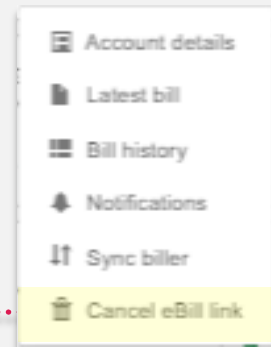 Account details
Latest bill
Bill history
Notifications
Sync biller
Cancel eBill link